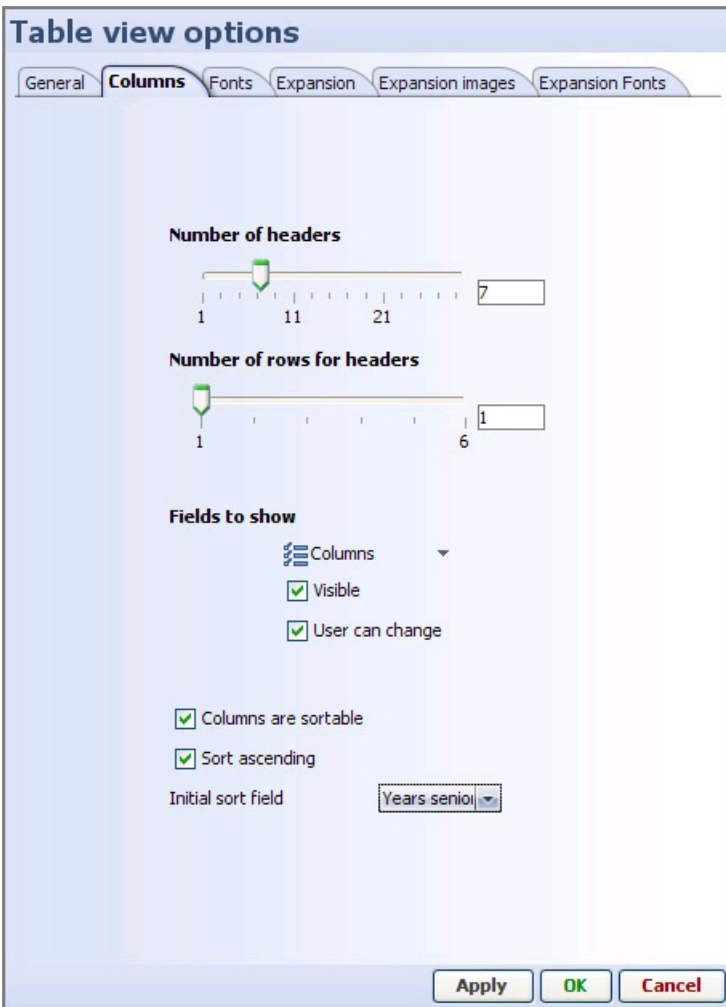 Table view options
General Columns Fonts Expansion Expansion images Expansion Fonts
Number of headers
7
1 11 21
Number of rows for headers
1
1 6
Fields to show
Columns
Visible
User can change
Columns are sortable
Sort ascending
Initial sort field Years senior
Apply OK Cancel